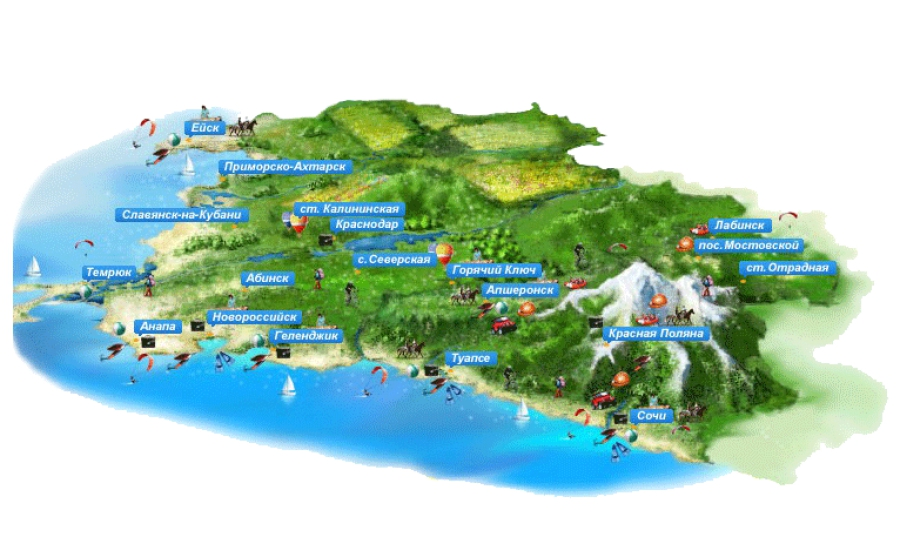 Ейск
Приморско-Ахтарск
ст. Калининская
Славянск-на-Кубани
Краснодар
Лабинск
пос.Мостовской
с.Северская
Горячий Ключ
ст.Отрадная
Темрюк
Абинск
Апшеронск
Новороссийск
Анапа
Геленджик
Красная Поляна
Туапсе
Сочи